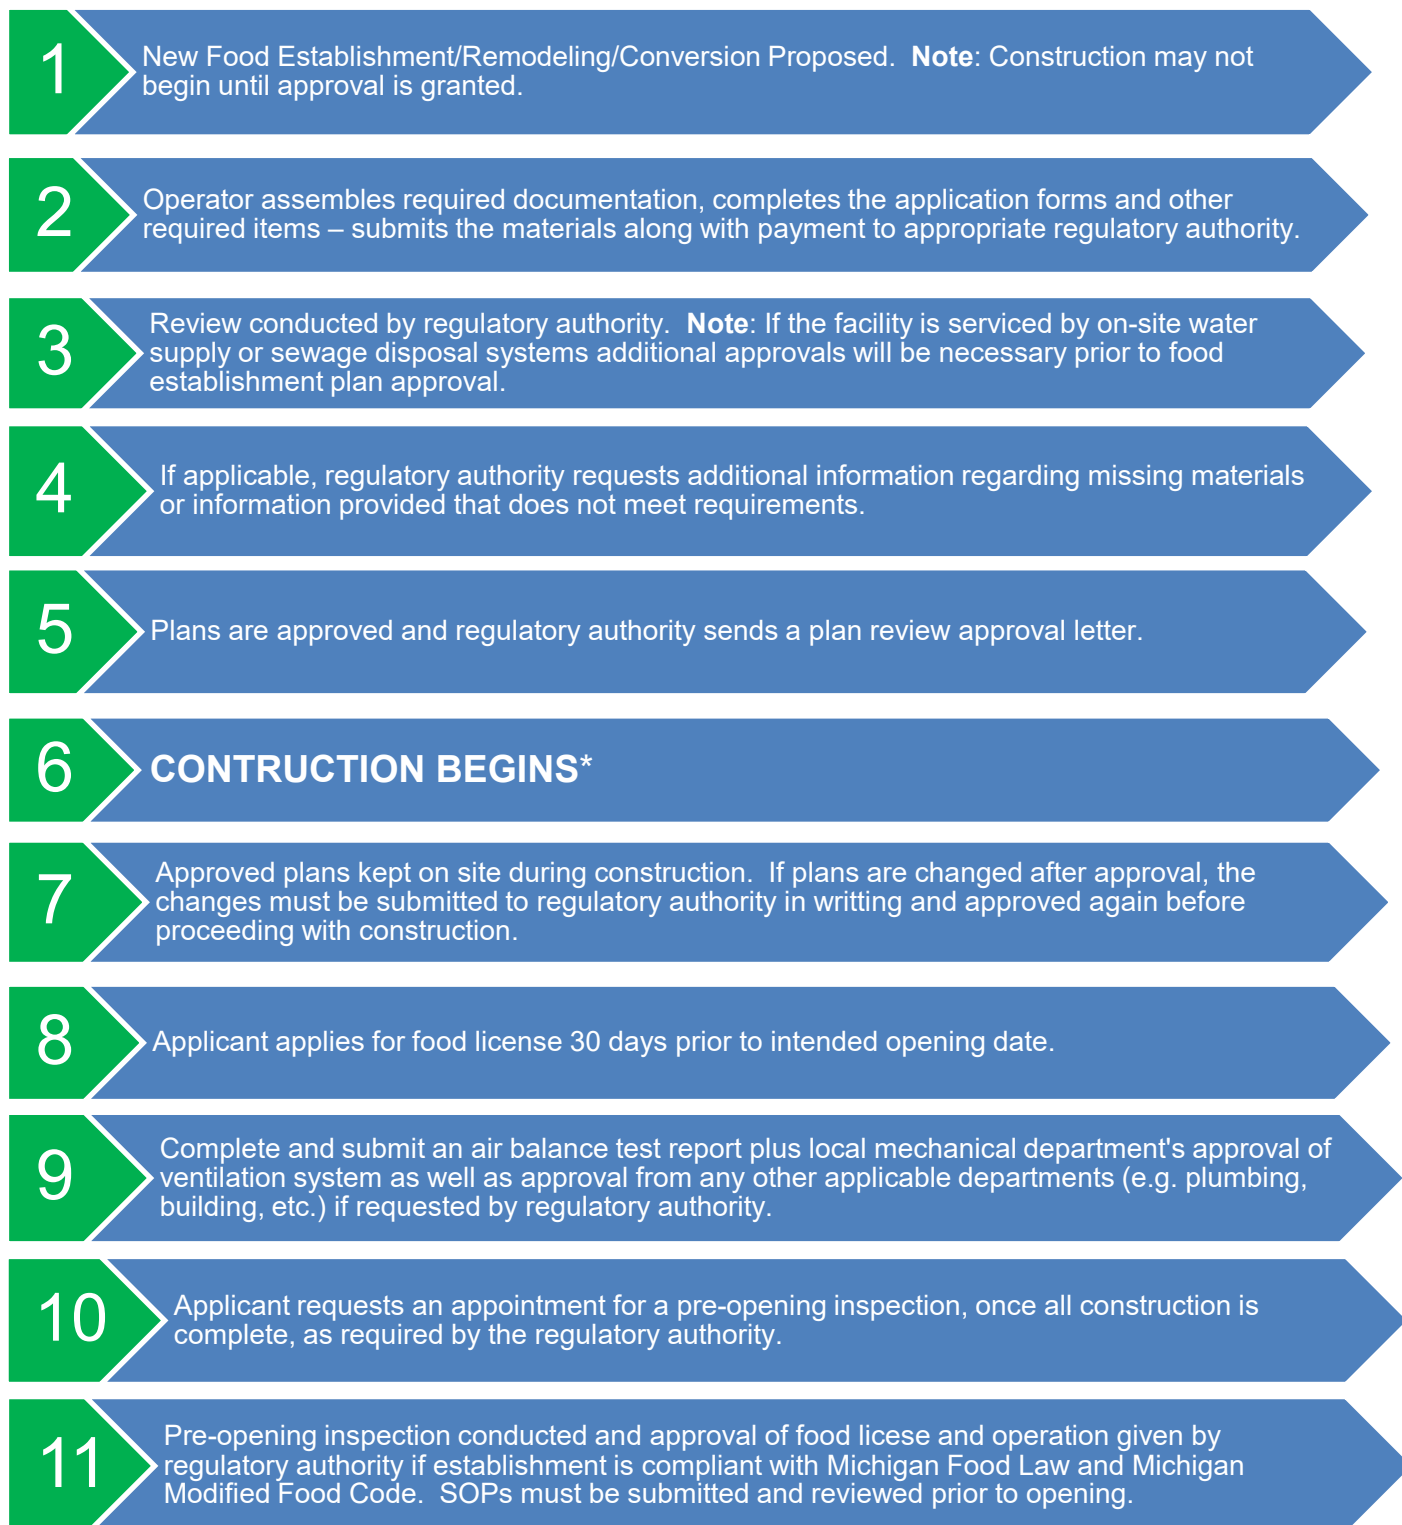 1
New Food Establishment/Remodeling/Conversion Proposed.  Note: Construction may not
begin until approval is granted.
2
Operator assembles required documentation, completes the application forms and other
required items – submits the materials along with payment to appropriate regulatory authority.
3
Review conducted by regulatory authority.  Note: If the facility is serviced by on-site water
supply or sewage disposal systems additional approvals will be necessary prior to food
establishment plan approval.
4
If applicable, regulatory authority requests additional information regarding missing materials
or information provided that does not meet requirements.
5
Plans are approved and regulatory authority sends a plan review approval letter.
6
CONTRUCTION BEGINS*
7
Approved plans kept on site during construction.  If plans are changed after approval, the
changes must be submitted to regulatory authority in writting and approved again before
proceeding with construction.
8
Applicant applies for food license 30 days prior to intended opening date.
9
Complete and submit an air balance test report plus local mechanical department's approval of
ventilation system as well as approval from any other applicable departments (e.g. plumbing,
building, etc.) if requested by regulatory authority.
10
Applicant requests an appointment for a pre-opening inspection, once all construction is
complete, as required by the regulatory authority.
11
Pre-opening inspection conducted and approval of food licese and operation given by
regulatory authority if establishment is compliant with Michigan Food Law and Michigan
Modified Food Code.  SOPs must be submitted and reviewed prior to opening.